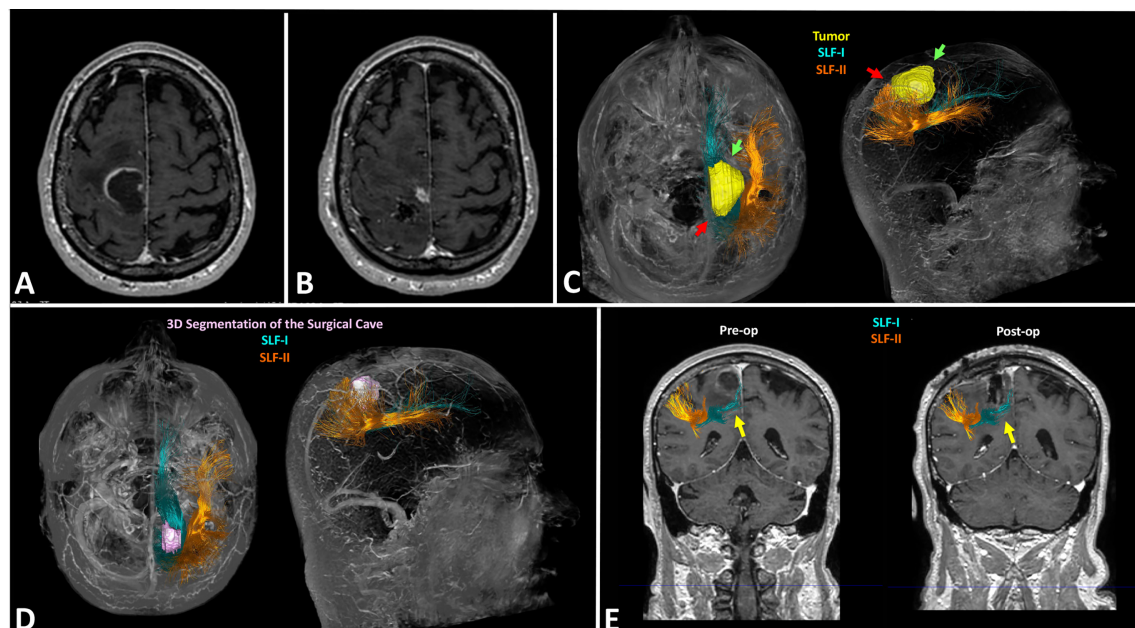 A
B
C
Tumor
SLF-I
SLF-II
3D Segmentation of the Surgical Cave
SLF-I
SLF-II
D
Pre-op
SLF-I
SLF-II
Post-op
E